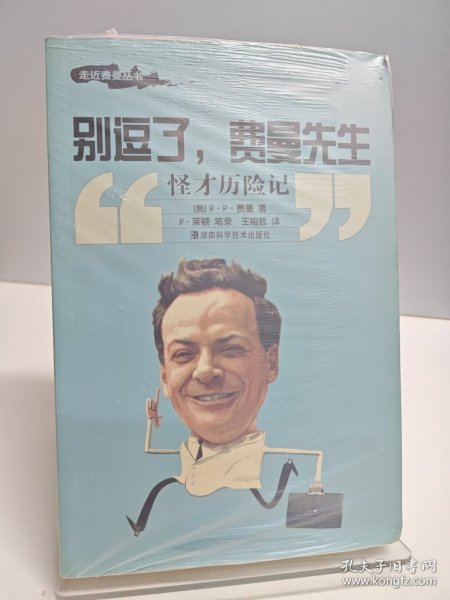 走近费曼丛书
别逗了，费曼先生
“怪才历险记”
[美] R·P·费曼 著
R·莱顿 笔录 王祖哲 译
湖南科学技术出版社
孔夫子旧书网
www.kongfz.com